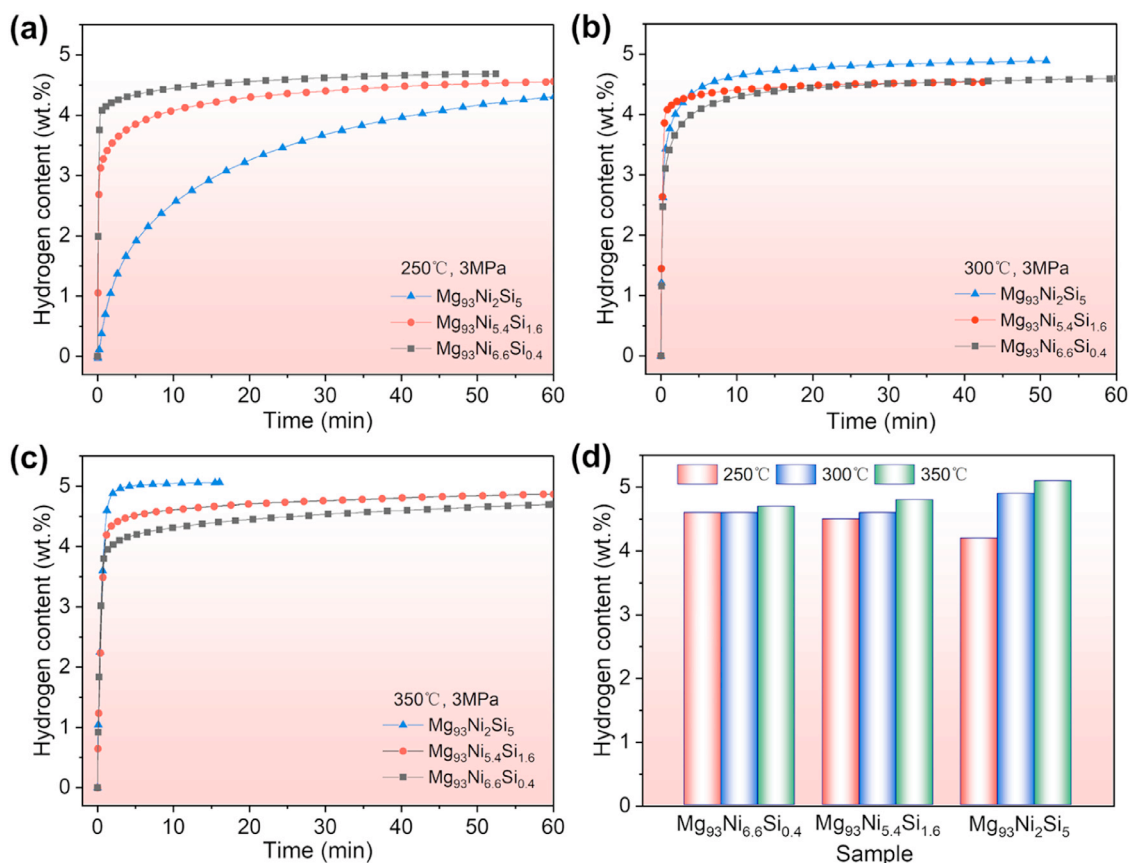 (a)
Hydrogen content (wt.%)
5
4
3
2
1
0
250℃, 3MPa
Mg₉₃Ni₂Si₅
Mg₉₃Ni₅.₄Si₁.₆
Mg₉₃Ni₆.₆Si₀.₄
0 10 20 30 40 50 60
Time (min)
(b)
Hydrogen content (wt.%)
5
4
3
2
1
0
300℃, 3MPa
Mg₉₃Ni₂Si₅
Mg₉₃Ni₅.₄Si₁.₆
Mg₉₃Ni₆.₆Si₀.₄
0 10 20 30 40 50 60
Time (min)
(c)
Hydrogen content (wt.%)
5
4
3
2
1
0
350℃, 3MPa
Mg₉₃Ni₂Si₅
Mg₉₃Ni₅.₄Si₁.₆
Mg₉₃Ni₆.₆Si₀.₄
0 10 20 30 40 50 60
Time (min)
(d)
Hydrogen content (wt.%)
250℃ 300℃ 350℃
5
4
3
2
1
0
Mg₉₃Ni₆.₆Si₀.₄ Mg₉₃Ni₅.₄Si₁.₆ Mg₉₃Ni₂Si₅
Sample